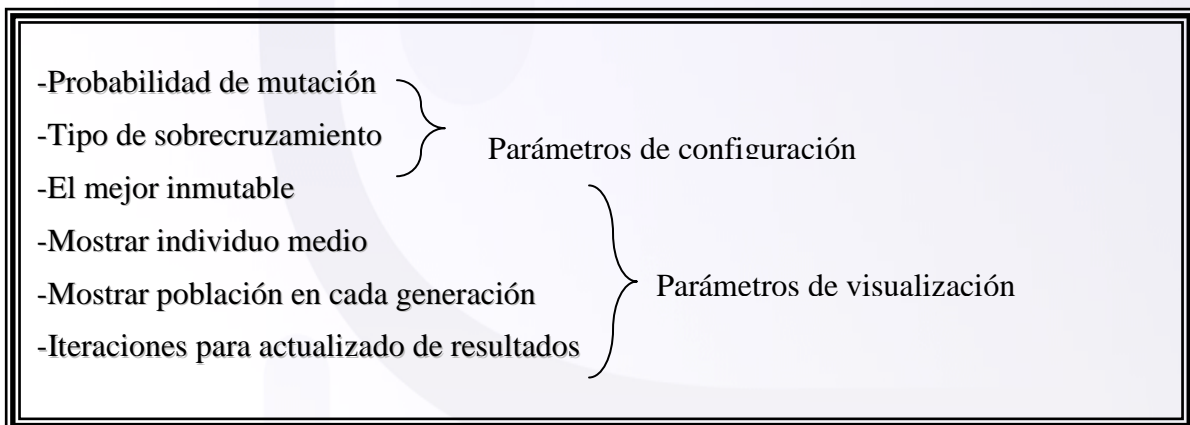 -Probabilidad de mutación
-Tipo de sobrecruzamiento
Parámetros de configuración
-El mejor inmutable
-Mostrar individuo medio
-Mostrar población en cada generación
Parámetros de visualización
-Iteraciones para actualizado de resultados